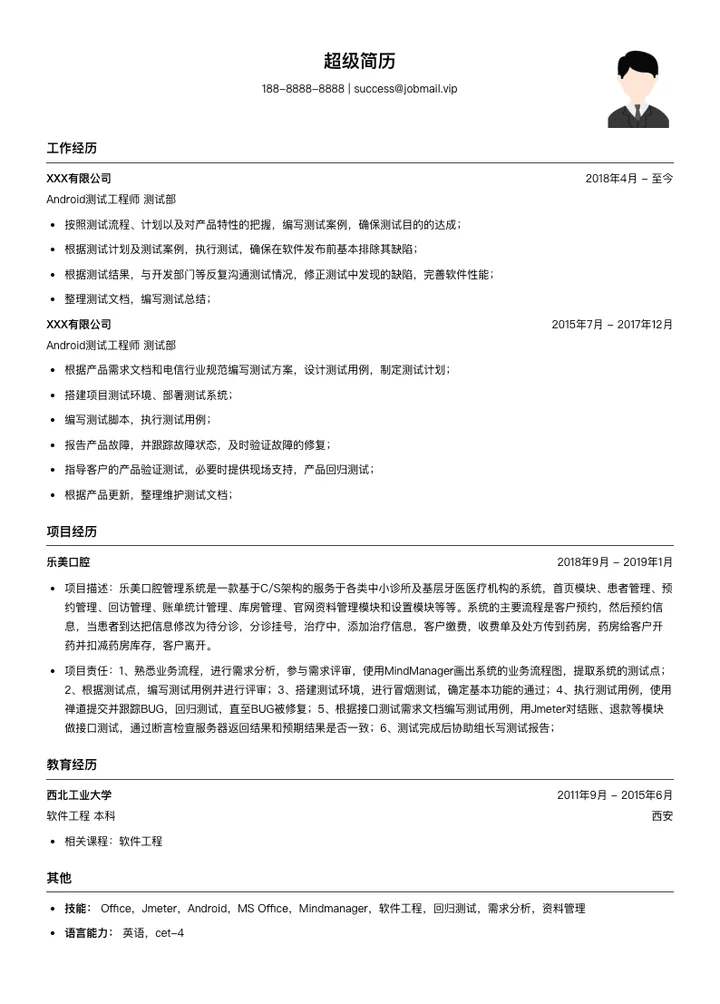 超级简历
188-8888-8888 | success@jobmail.vip
工作经历
XXX有限公司 2018年4月 – 至今
Android测试工程师 测试部
• 按照测试流程、计划以及对产品特性的把握，编写测试案例，确保测试目的的达成；
• 根据测试计划及测试案例，执行测试，确保在软件发布前基本排除其缺陷；
• 根据测试结果，与开发部门等反复沟通测试情况，修正测试中发现的缺陷，完善软件性能；
• 整理测试文档，编写测试总结；
XXX有限公司 2015年7月 – 2017年12月
Android测试工程师 测试部
• 根据产品需求文档和电信行业规范编写测试方案，设计测试用例，制定测试计划；
• 搭建项目测试环境、部署测试系统；
• 编写测试脚本，执行测试用例；
• 报告产品故障，并跟踪故障状态，及时验证故障的修复；
• 指导客户的产品验证测试，必要时提供现场支持，产品回归测试；
• 根据产品更新，整理维护测试文档；
项目经历
乐美口腔 2018年9月 – 2019年1月
• 项目描述：乐美口腔管理系统是一款基于C/S架构的服务于各类中小诊所及基层牙医医疗机构的系统，首页模块、患者管理、预
约管理、回访管理、账单统计管理、库房管理、官网资料管理模块和设置模块等等。系统的主要流程是客户预约，然后预约信
息，当患者到达把信息修改为待分诊，分诊挂号，治疗中，添加治疗信息，客户缴费，收费单及处方传到药房，药房给客户开
药并扣减药房库存，客户离开。
• 项目责任：1、熟悉业务流程，进行需求分析，参与需求评审，使用MindManager画出系统的业务流程图，提取系统的测试点；
2、根据测试点，编写测试用例并进行评审；3、搭建测试环境，进行冒烟测试，确定基本功能的通过；4、执行测试用例，使用
禅道提交并跟踪BUG，回归测试，直至BUG被修复；5、根据接口测试需求文档编写测试用例，用Jmeter对结账、退款等模块
做接口测试，通过断言检查服务器返回结果和预期结果是否一致；6、测试完成后协助组长写测试报告；
教育经历
西北工业大学 2011年9月 – 2015年6月
软件工程 本科 西安
• 相关课程：软件工程
其他
• 技能： Office，Jmeter，Android，MS Office，Mindmanager，软件工程，回归测试，需求分析，资料管理
• 语言能力： 英语，cet-4